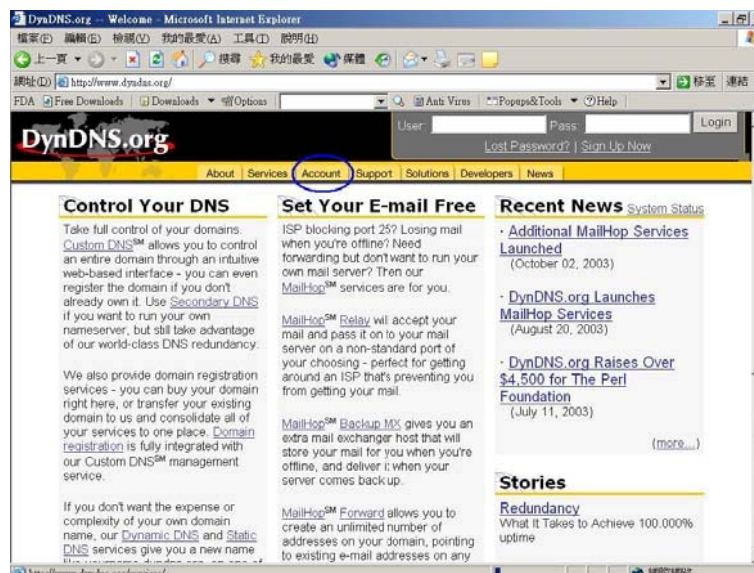 DynDNS.org -- Welcome - Microsoft Internet Explorer
檔案(F) 編輯(E) 檢視(V) 我的最愛(A) 工具(T) 說明(H)
上一頁 搜尋 我的最愛 媒體
網址(D) http://www.dyndns.org/ 移至 連結
FDA Free Downloads Downloads Options Anti Virus Popups&Tools Help
DynDNS.org
User: Pass: Login
Lost Password? | Sign Up Now
About Services Account Support Solutions Developers News
Control Your DNS
Take full control of your domains.
Custom DNS℠ allows you to control
an entire domain through an intuitive
web-based interface - you can even
register the domain if you don't
already own it. Use Secondary DNS
if you want to run your own
nameserver, but still take advantage
of our world-class DNS redundancy.
We also provide domain registration
services - you can buy your domain
right here, or transfer your existing
domain to us and consolidate all of
your services to one place. Domain
registration is fully integrated with
our Custom DNS℠ management
service.
If you don't want the expense or
complexity of your own domain
name, our Dynamic DNS and Static
DNS services give you a new name
Set Your E-mail Free
ISP blocking port 25? Losing mail
when you're offline? Need
forwarding but don't want to run your
own mail server? Then our
MailHop℠ services are for you.
MailHop℠ Relay will accept your
mail and pass it on to your mail
server on a non-standard port of
your choosing - perfect for getting
around an ISP that's preventing you
from getting your mail.
MailHop℠ Backup MX gives you an
extra mail exchanger host that will
store your mail for you when you're
offline, and deliver it when your
server comes back up.
MailHop℠ Forward allows you to
create an unlimited number of
addresses on your domain, pointing
to existing e-mail addresses on any
Recent News System Status
· Additional MailHop Services
Launched
(October 02, 2003)
· DynDNS.org Launches
MailHop Services
(August 20, 2003)
· DynDNS.org Raises Over
$4,500 for The Perl
Foundation
(July 11, 2003)
(more...)
Stories
Redundancy
What It Takes to Achieve 100.000%
uptime